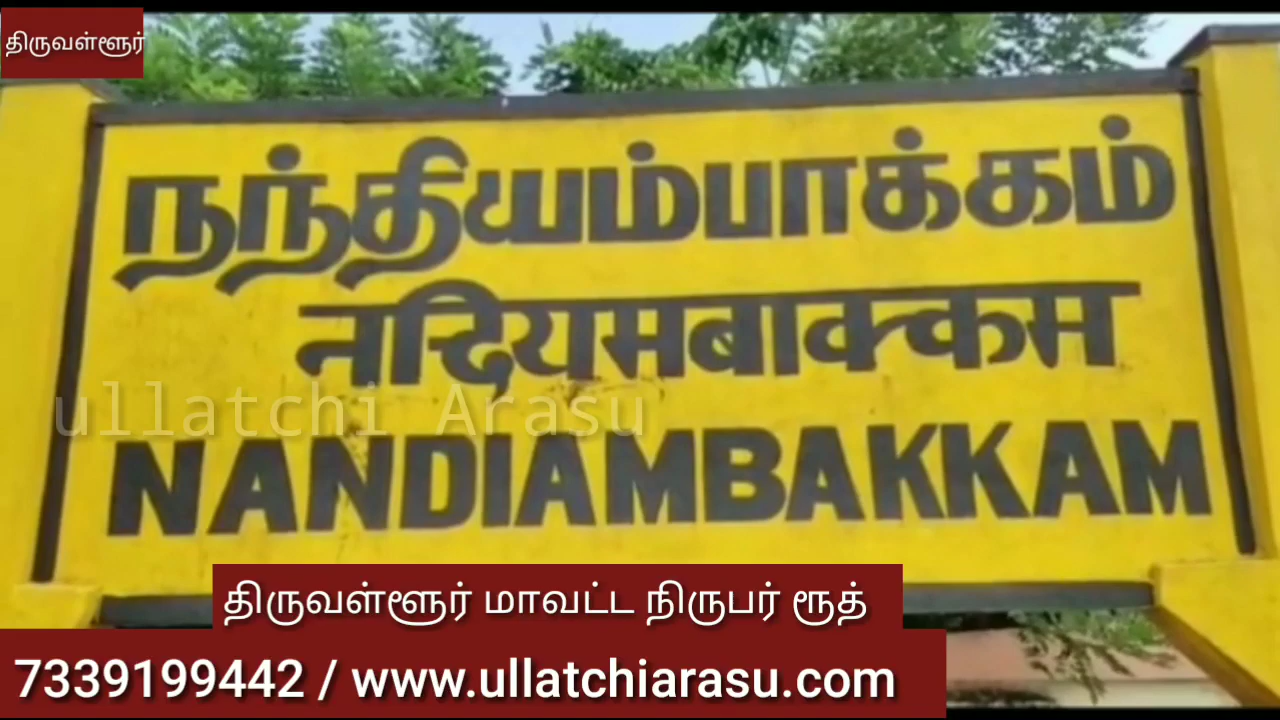 திருவள்ளூர்
நந்தியம்பாக்கம்
नदियमबाक्कम
ullatchi Arasu
NANDIAMBAKKAM
திருவள்ளூர் மாவட்ட நிருபர் ரூத்
7339199442 / www.ullatchiarasu.com